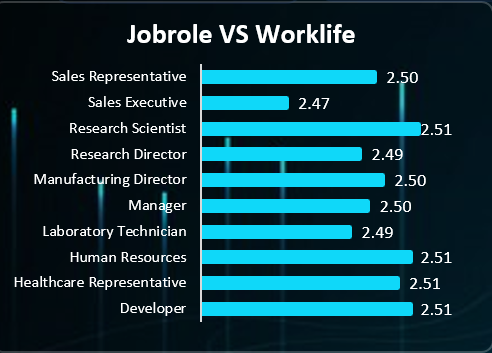 Jobrole VS Worklife
Sales Representative 2.50
Sales Executive 2.47
Research Scientist 2.51
Research Director 2.49
Manufacturing Director 2.50
Manager 2.50
Laboratory Technician 2.49
Human Resources 2.51
Healthcare Representative 2.51
Developer 2.51